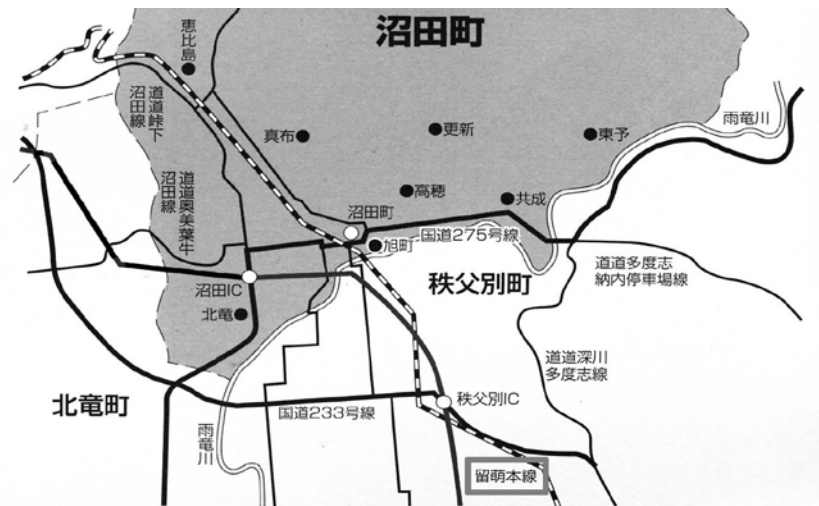 沼田町
恵比島
道道峠下
沼田線
真布
更新
東予
雨竜川
道道奥美葉牛
沼田線
高穂
共成
沼田町
国道275号線
旭町
沼田IC
秩父別町
道道多度志
納内停車場線
北竜
道道深川
多度志線
北竜町
秩父別IC
国道233号線
雨竜川
留萌本線